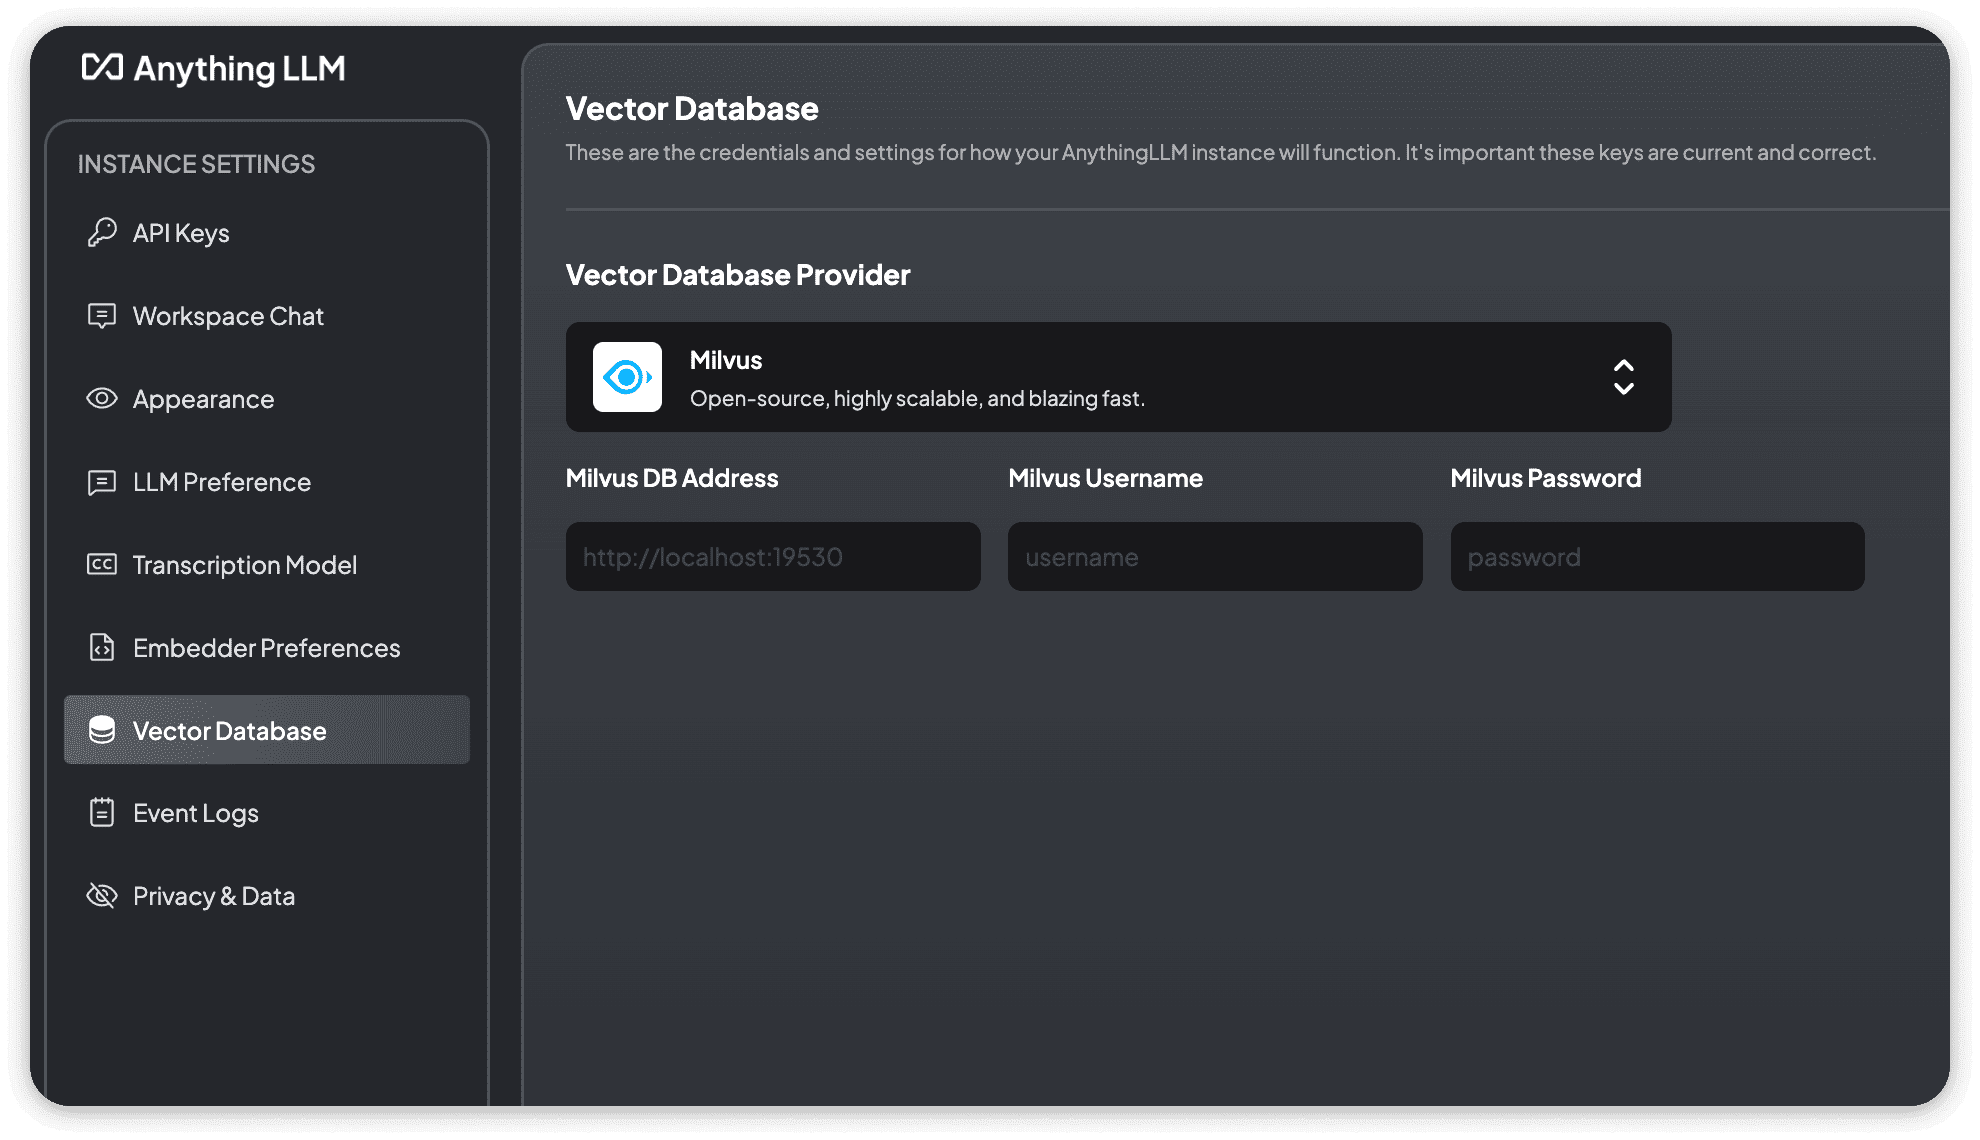 Anything LLM
INSTANCE SETTINGS
API Keys
Workspace Chat
Appearance
LLM Preference
CC Transcription Model
Embedder Preferences
Vector Database
Event Logs
Privacy & Data
Vector Database
These are the credentials and settings for how your AnythingLLM instance will function. It's important these keys are current and correct.
Vector Database Provider
Milvus
Open-source, highly scalable, and blazing fast.
Milvus DB Address
http://localhost:19530
Milvus Username
username
Milvus Password
password